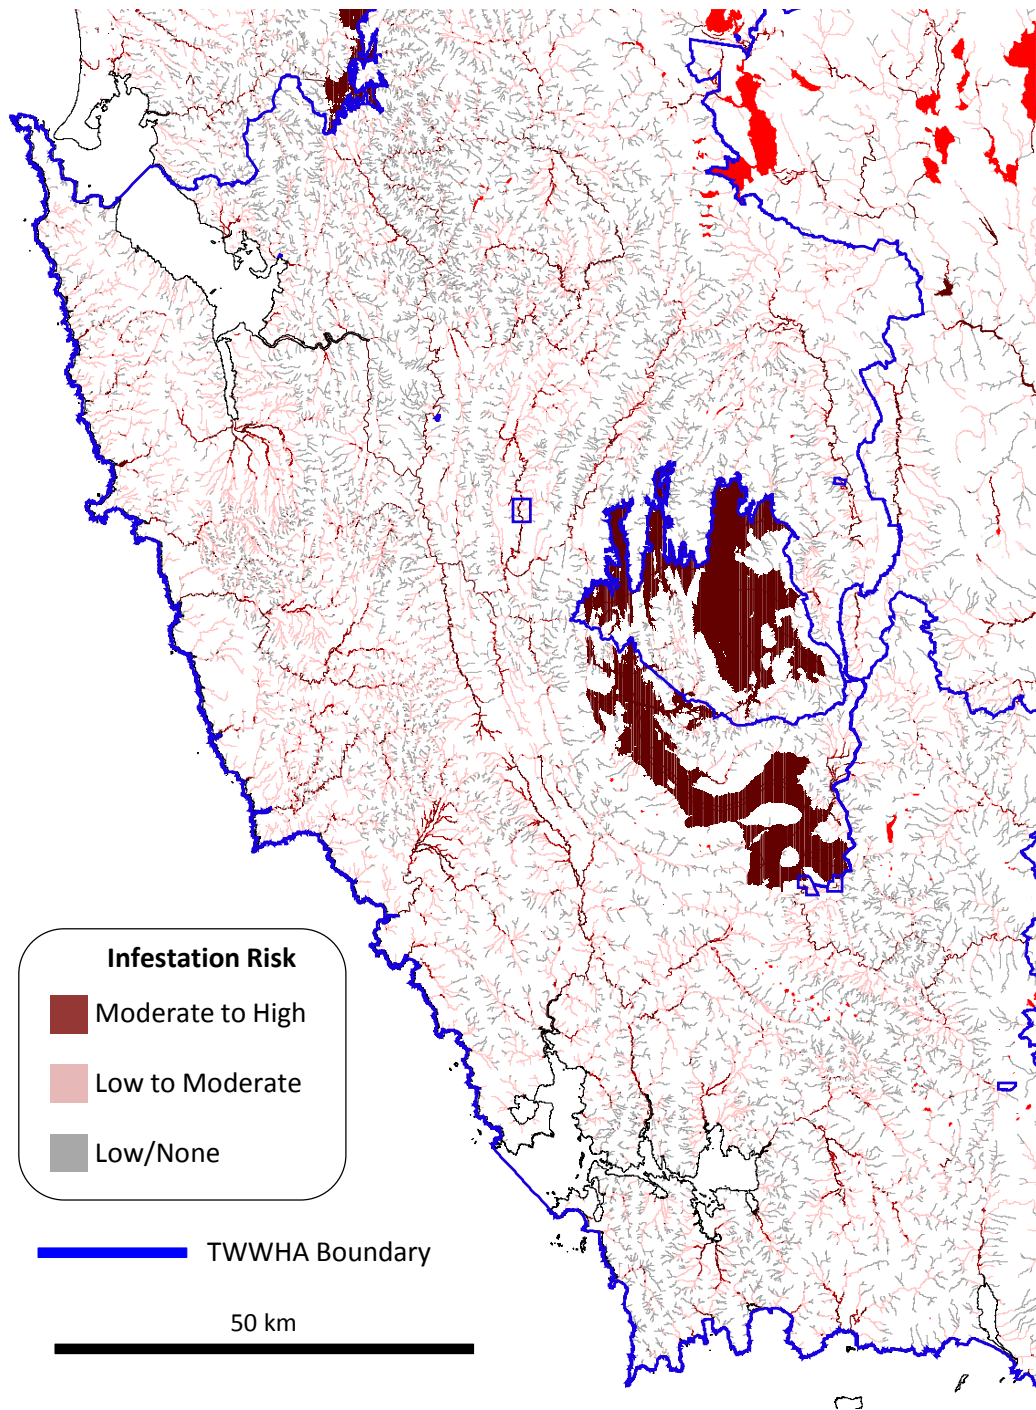 Infestation Risk
Moderate to High
Low to Moderate
Low/None
TWWHA Boundary
50 km